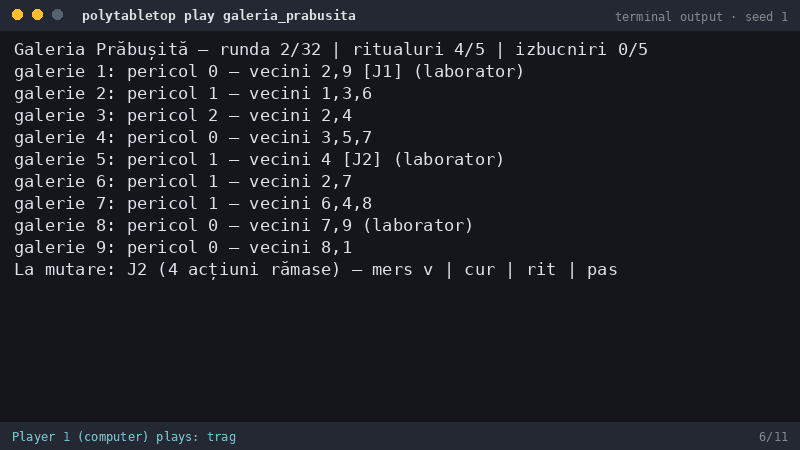 polytabletop play galeria_prabusita
terminal output · seed 1
Galeria Prăbușită — runda 2/32 | ritualuri 4/5 | izbucniri 0/5
galerie 1: pericol 0 — vecini 2,9 [J1] (laborator)
galerie 2: pericol 1 — vecini 1,3,6
galerie 3: pericol 2 — vecini 2,4
galerie 4: pericol 0 — vecini 3,5,7
galerie 5: pericol 1 — vecini 4 [J2] (laborator)
galerie 6: pericol 1 — vecini 2,7
galerie 7: pericol 1 — vecini 6,4,8
galerie 8: pericol 0 — vecini 7,9 (laborator)
galerie 9: pericol 0 — vecini 8,1
La mutare: J2 (4 acțiuni rămase) — mers v | cur | rit | pas
Player 1 (computer) plays: trag
6/11